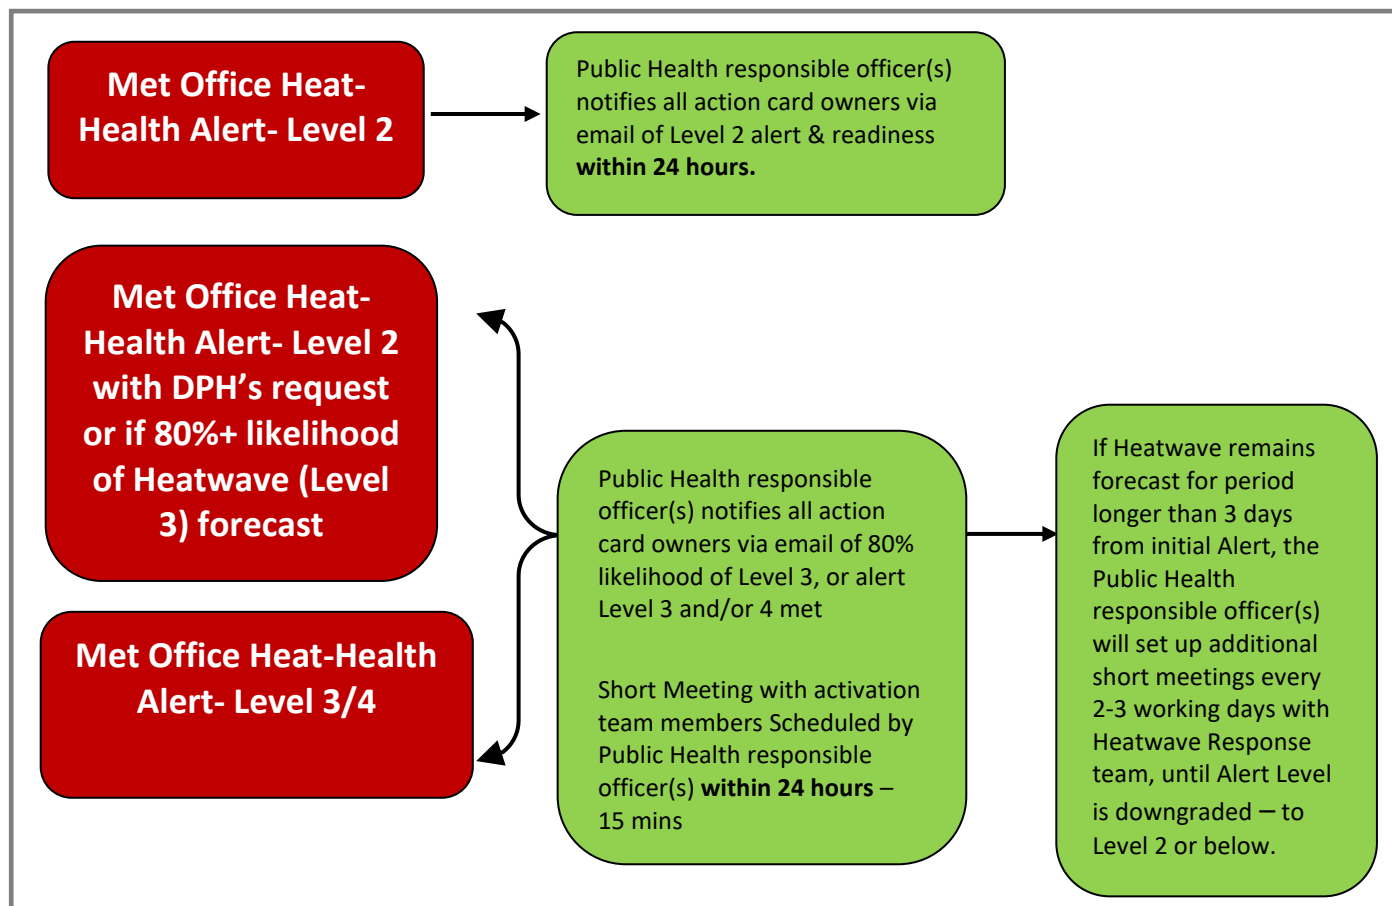 Met Office Heat-
Health Alert- Level 2
Public Health responsible officer(s)
notifies all action card owners via
email of Level 2 alert & readiness
within 24 hours.
Met Office Heat-
Health Alert- Level 2
with DPH’s request
or if 80%+ likelihood
of Heatwave (Level
3) forecast
Met Office Heat-Health
Alert- Level 3/4
Public Health responsible
officer(s) notifies all action
card owners via email of 80%
likelihood of Level 3, or alert
Level 3 and/or 4 met
Short Meeting with activation
team members Scheduled by
Public Health responsible
officer(s) within 24 hours –
15 mins
If Heatwave remains
forecast for period
longer than 3 days
from initial Alert, the
Public Health
responsible officer(s)
will set up additional
short meetings every
2-3 working days with
Heatwave Response
team, until Alert Level
is downgraded – to
Level 2 or below.